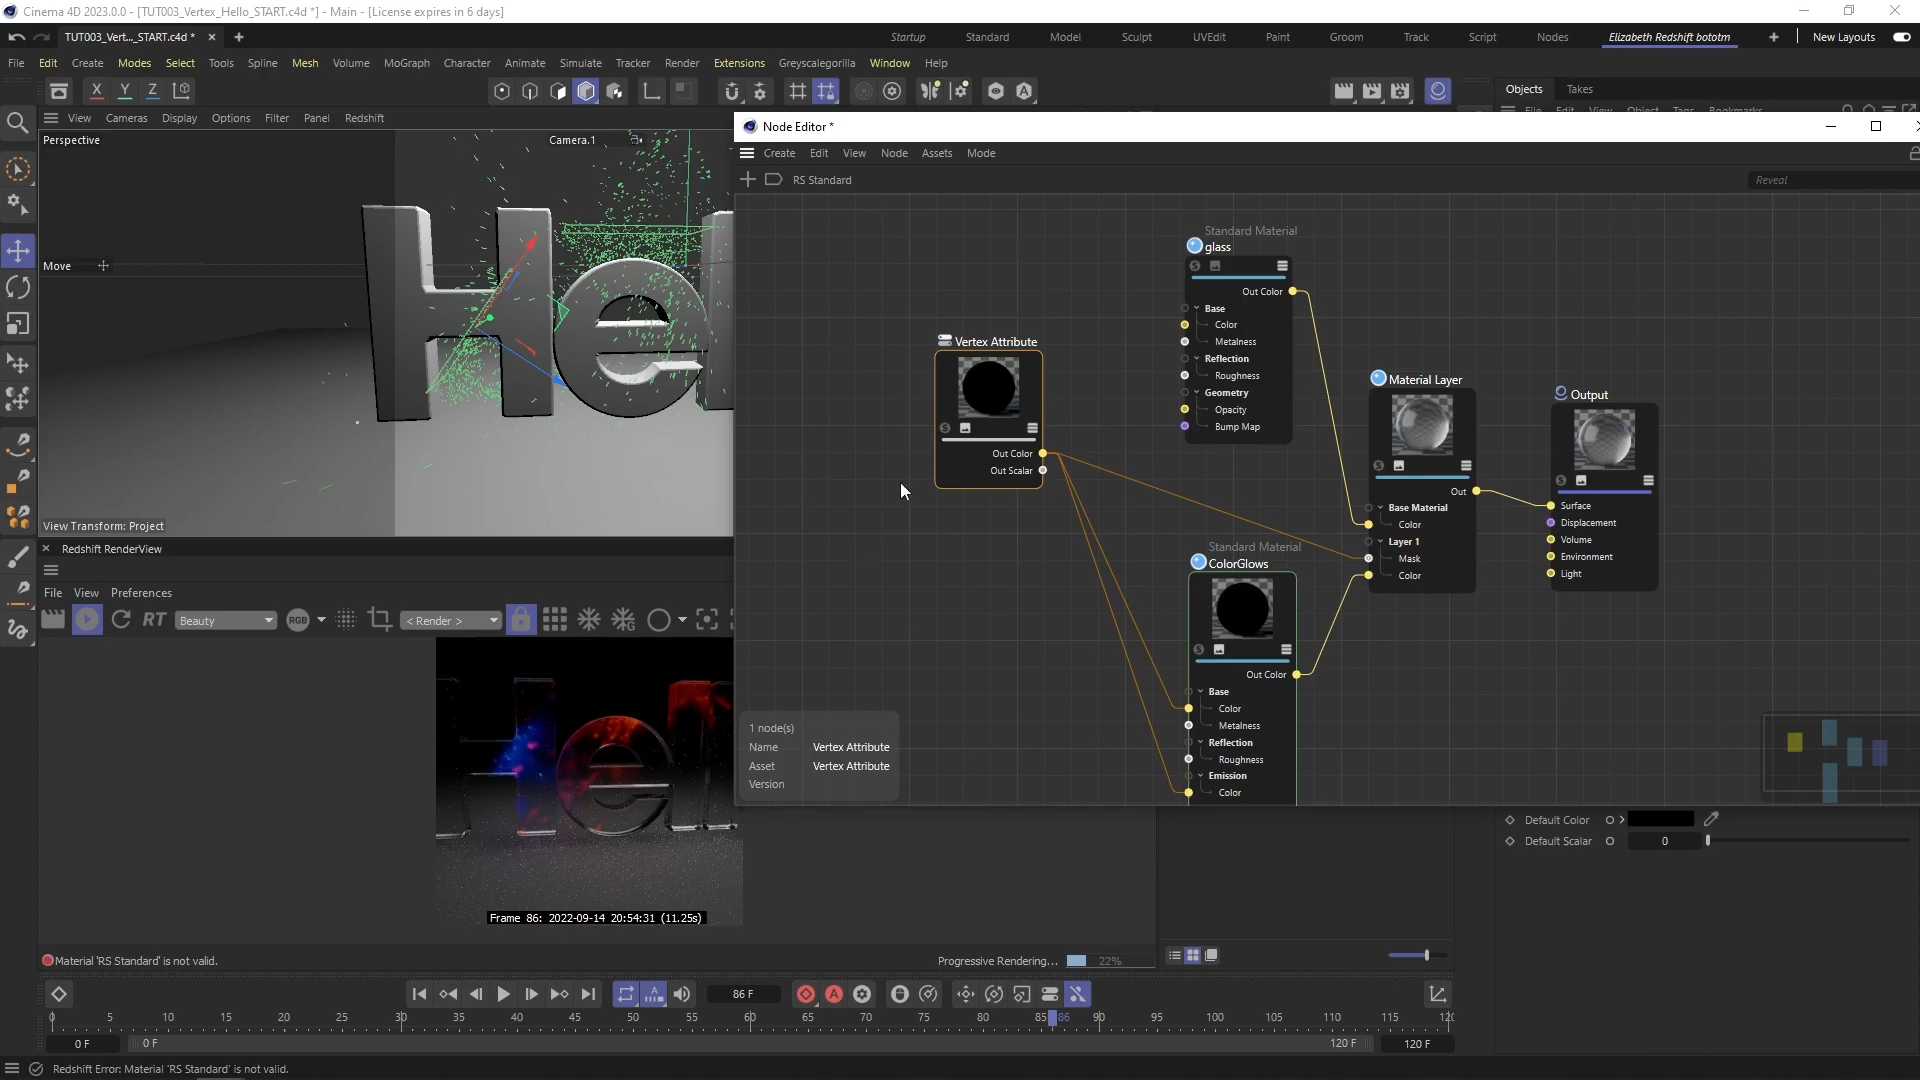 Cinema 4D 2023.0.0 - [TUT003_Vertex_Hello_START.c4d *] - Main - [License expires in 6 days]
TUT003_Vert..._START.c4d *
Startup Standard Model Sculpt UVEdit Paint Groom Track Script Nodes Elizabeth Redshift bototm New Layouts
File Edit Create Modes Select Tools Spline Mesh Volume MoGraph Character Animate Simulate Tracker Render Extensions Greyscalegorilla Window Help
X Y Z
Objects Takes
View Cameras Display Options Filter Panel Redshift
Perspective
Camera.1
Move
View Transform: Project
Node Editor *
Create Edit View Node Assets Mode
RS Standard
Reveal
Standard Material
glass
Out Color
Base
Color
Metalness
Reflection
Roughness
Geometry
Opacity
Bump Map
Vertex Attribute
Out Color
Out Scalar
Material Layer
Out
Base Material
Color
Layer 1
Mask
Color
Output
Surface
Displacement
Volume
Environment
Light
Standard Material
ColorGlows
Out Color
Base
Color
Metalness
Reflection
Roughness
Emission
Color
1 node(s)
Name Vertex Attribute
Asset Vertex Attribute
Version
Redshift RenderView
File View Preferences
RT Beauty RGB < Render >
Frame 86: 2022-09-14 20:54:31 (11.25s)
Default Color
Default Scalar 0
Material 'RS Standard' is not valid.
Progressive Rendering... 22%
86 F
0 5 10 15 20 25 30 35 40 45 50 55 60 65 70 75 80 85 86 90 95 100 105 110 115 120
0 F 0 F 120 F 120 F
Redshift Error: Material 'RS Standard' is not valid.